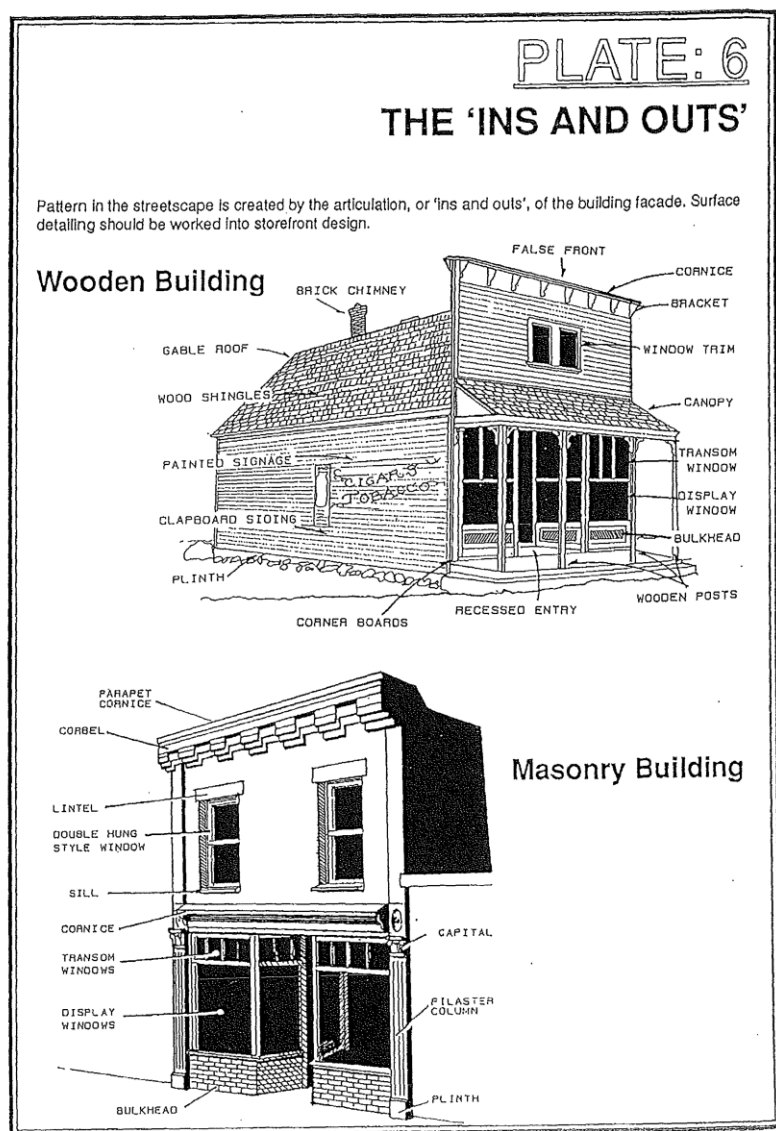 PLATE: 6
THE ‘INS AND OUTS’
Pattern in the streetscape is created by the articulation, or ‘ins and outs’, of the building facade. Surface
detailing should be worked into storefront design.
Wooden Building
FALSE FRONT
CORNICE
BRICK CHIMNEY
BRACKET
GABLE ROOF
WINDOW TRIM
WOOD SHINGLES
CANOPY
PAINTED SIGNAGE
CIGARS
TOBACCO
TRANSOM
WINDOW
DISPLAY
WINDOW
CLAPBOARD SIDING
BULKHEAD
PLINTH
WOODEN POSTS
CORNER BOARDS
RECESSED ENTRY
PARAPET
CORNICE
CORBEL
Masonry Building
LINTEL
DOUBLE HUNG
STYLE WINDOW
SILL
CORNICE
CAPITAL
TRANSOM
WINDOWS
PILASTER
COLUMN
DISPLAY
WINDOWS
PLINTH
BULKHEAD